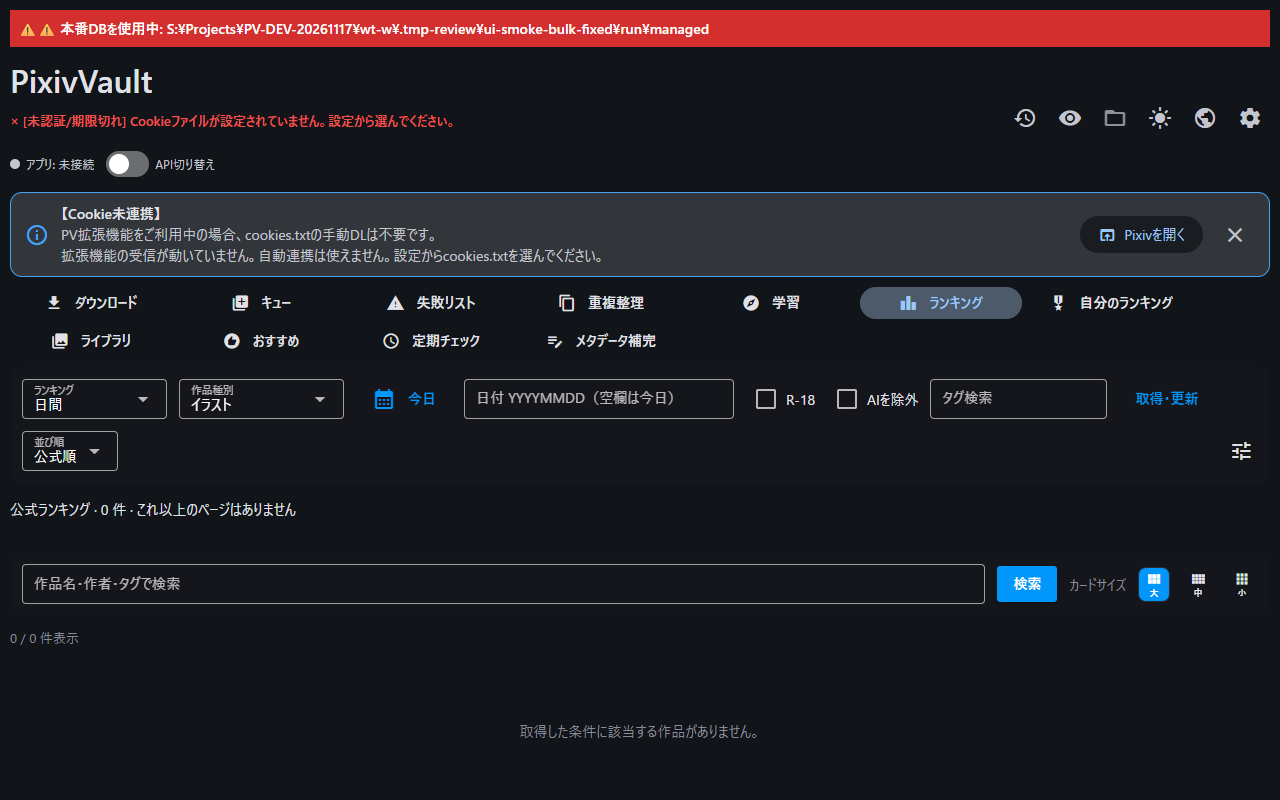 本番DBを使用中: S:¥Projects¥PV-DEV-20261117¥wt-w¥.tmp-review¥ui-smoke-bulk-fixed¥run¥managed
PixivVault
× [未認証/期限切れ] Cookieファイルが設定されていません。設定から選んでください。
アプリ: 未接続 API切り替え
【Cookie未連携】
PV拡張機能をご利用中の場合、cookies.txtの手動DLは不要です。
拡張機能の受信が動いていません。自動連携は使えません。設定からcookies.txtを選んでください。
Pixivを開く
ダウンロード キュー 失敗リスト 重複整理 学習 ランキング 自分のランキング
ライブラリ おすすめ 定期チェック メタデータ補完
ランキング 日間
作品種別 イラスト
今日
日付 YYYYMMDD（空欄は今日）
R-18
AIを除外
タグ検索
取得・更新
並び順 公式順
公式ランキング · 0 件 · これ以上のページはありません
作品名・作者・タグで検索 検索 カードサイズ 大 中 小
0 / 0 件表示
取得した条件に該当する作品がありません。